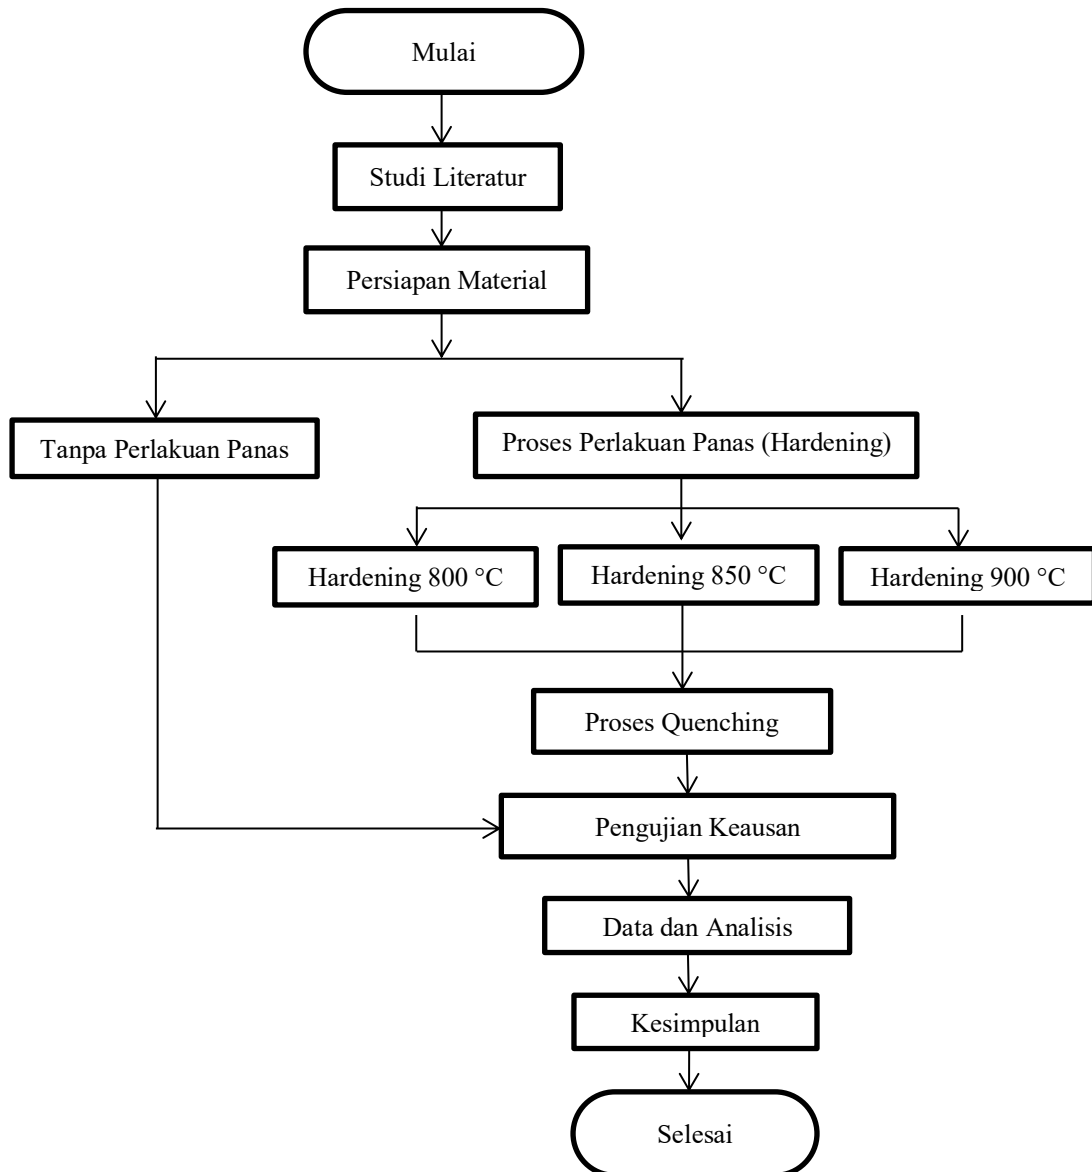 Mulai
Studi Literatur
Persiapan Material
Tanpa Perlakuan Panas
Proses Perlakuan Panas (Hardening)
Hardening 800 °C
Hardening 850 °C
Hardening 900 °C
Proses Quenching
Pengujian Keausan
Data dan Analisis
Kesimpulan
Selesai